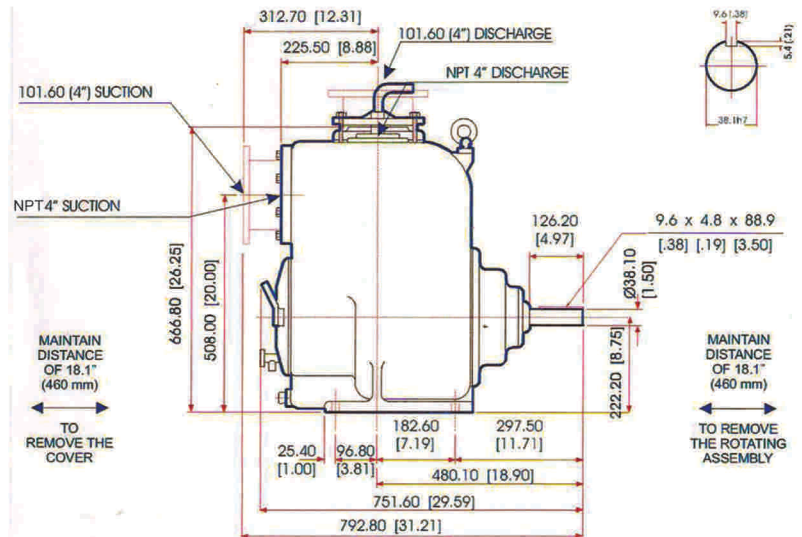 312.70 [12.31]
225.50 [8.88]
101.60 (4") DISCHARGE
NPT 4" DISCHARGE
9.6 [.38]
5.4 [.21]
38.1h7
101.60 (4") SUCTION
NPT 4" SUCTION
666.80 [26.25]
508.00 [20.00]
126.20
[4.97]
9.6 x 4.8 x 88.9
[.38] [.19] [3.50]
Ø38.10
[1.50]
222.20 [8.75]
MAINTAIN
DISTANCE
OF 18.1"
(460 mm)
TO
REMOVE THE
COVER
MAINTAIN
DISTANCE
OF 18.1"
(460 mm)
TO REMOVE
THE ROTATING
ASSEMBLY
25.40
[1.00]
96.80
[3.81]
182.60
[7.19]
297.50
[11.71]
480.10 [18.90]
751.60 [29.59]
792.80 [31.21]